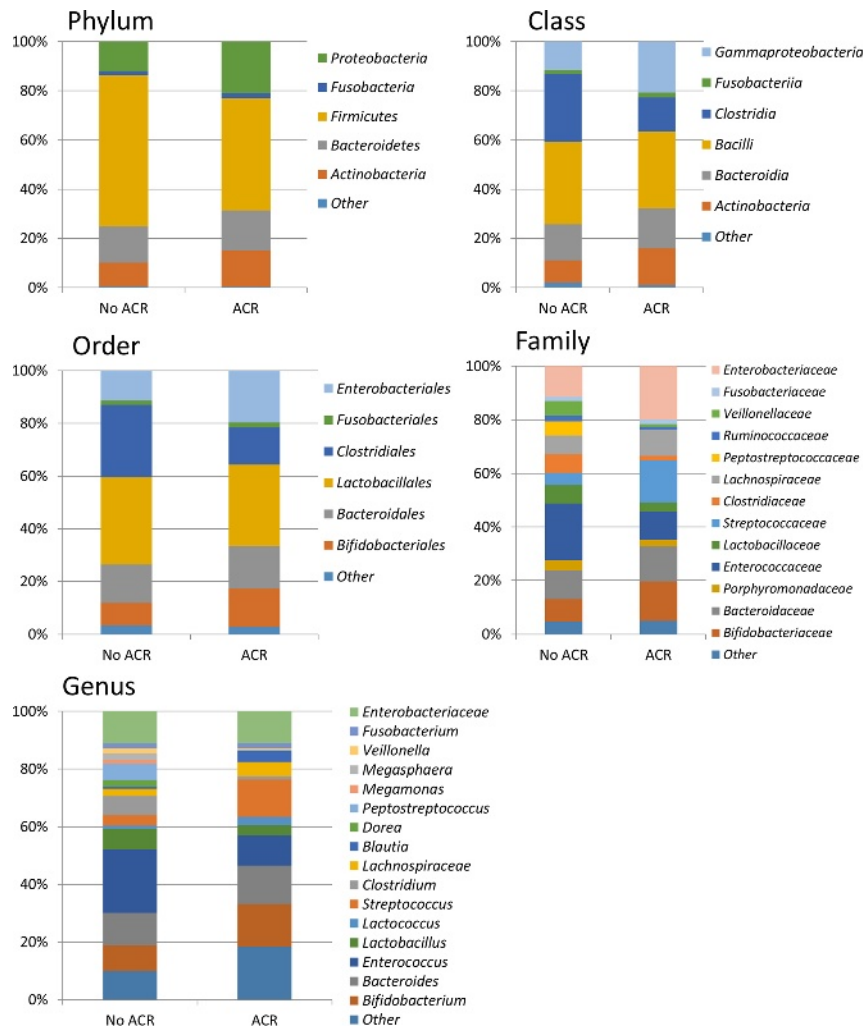 Phylum
100%
80%
60%
40%
20%
0%
No ACR
ACR
Proteobacteria
Fusobacteria
Firmicutes
Bacteroidetes
Actinobacteria
Other
Class
100%
80%
60%
40%
20%
0%
No ACR
ACR
Gammaproteobacteria
Fusobacteriia
Clostridia
Bacilli
Bacteroidia
Actinobacteria
Other
Order
100%
80%
60%
40%
20%
0%
No ACR
ACR
Enterobacteriales
Fusobacteriales
Clostridiales
Lactobacillales
Bacteroidales
Bifidobacteriales
Other
Family
100%
80%
60%
40%
20%
0%
No ACR
ACR
Enterobacteriaceae
Fusobacteriaceae
Veillonellaceae
Ruminococcaceae
Peptostreptococcaceae
Lachnospiraceae
Clostridiaceae
Streptococcaceae
Lactobacillaceae
Enterococcaceae
Porphyromonadaceae
Bacteroidaceae
Bifidobacteriaceae
Other
Genus
100%
80%
60%
40%
20%
0%
No ACR
ACR
Enterobacteriaceae
Fusobacterium
Veillonella
Megasphaera
Megamonas
Peptostreptococcus
Dorea
Blautia
Lachnospiraceae
Clostridium
Streptococcus
Lactococcus
Lactobacillus
Enterococcus
Bacteroides
Bifidobacterium
Other